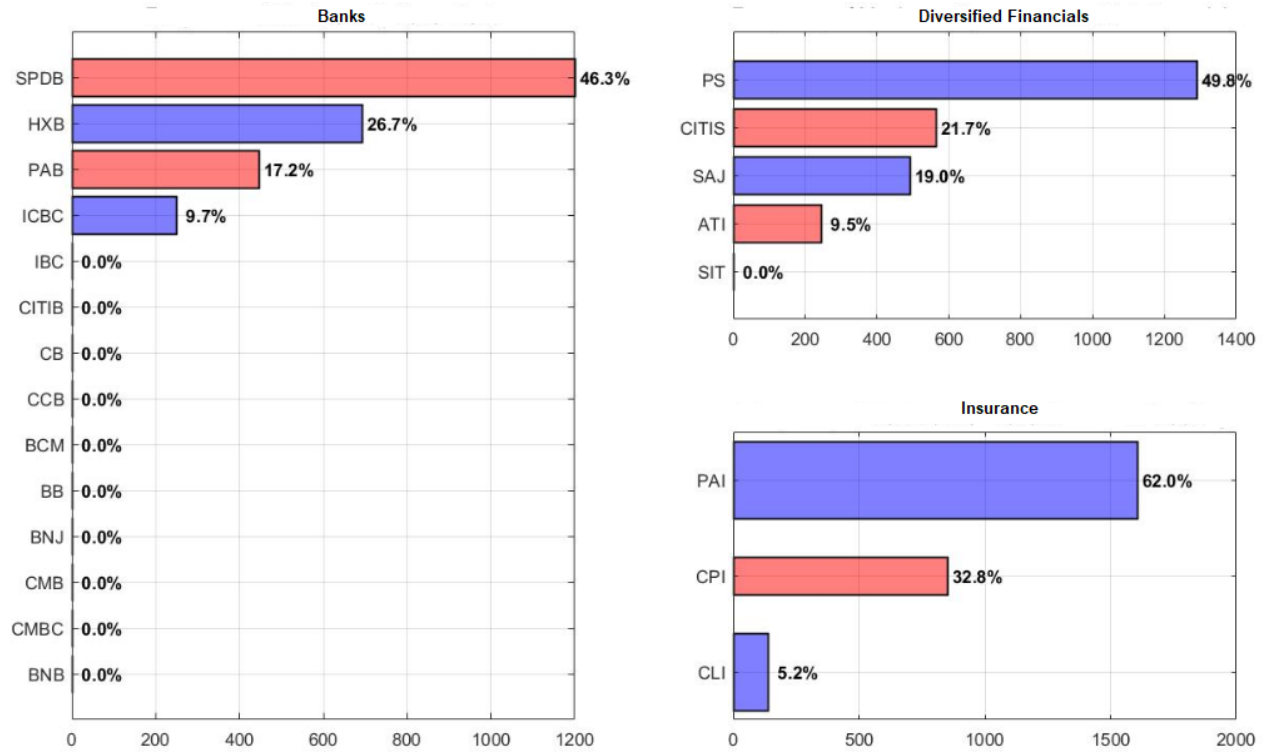 Banks
SPDB 46.3%
HXB 26.7%
PAB 17.2%
ICBC 9.7%
IBC 0.0%
CITIB 0.0%
CB 0.0%
CCB 0.0%
BCM 0.0%
BB 0.0%
BNJ 0.0%
CMB 0.0%
CMBC 0.0%
BNB 0.0%
0 200 400 600 800 1000 1200
Diversified Financials
PS 49.8%
CITIS 21.7%
SAJ 19.0%
ATI 9.5%
SIT 0.0%
0 200 400 600 800 1000 1200 1400
Insurance
PAI 62.0%
CPI 32.8%
CLI 5.2%
0 500 1000 1500 2000